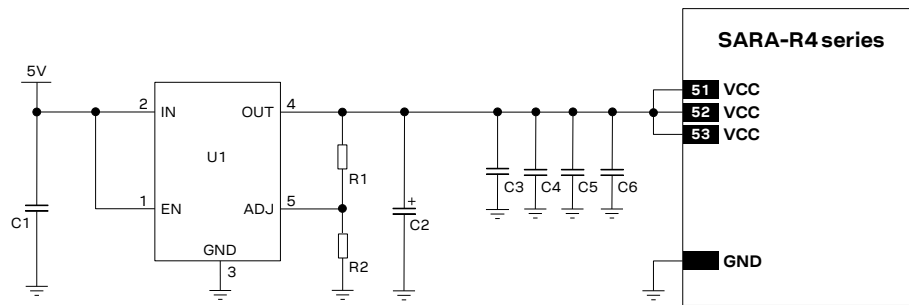 SARA-R4 series
5V
51 VCC
2 IN
OUT 4
52 VCC
53 VCC
U1
R1
C3
C4
C5
C6
1 EN
ADJ 5
C1
+
C2
GND
R2
3
GND